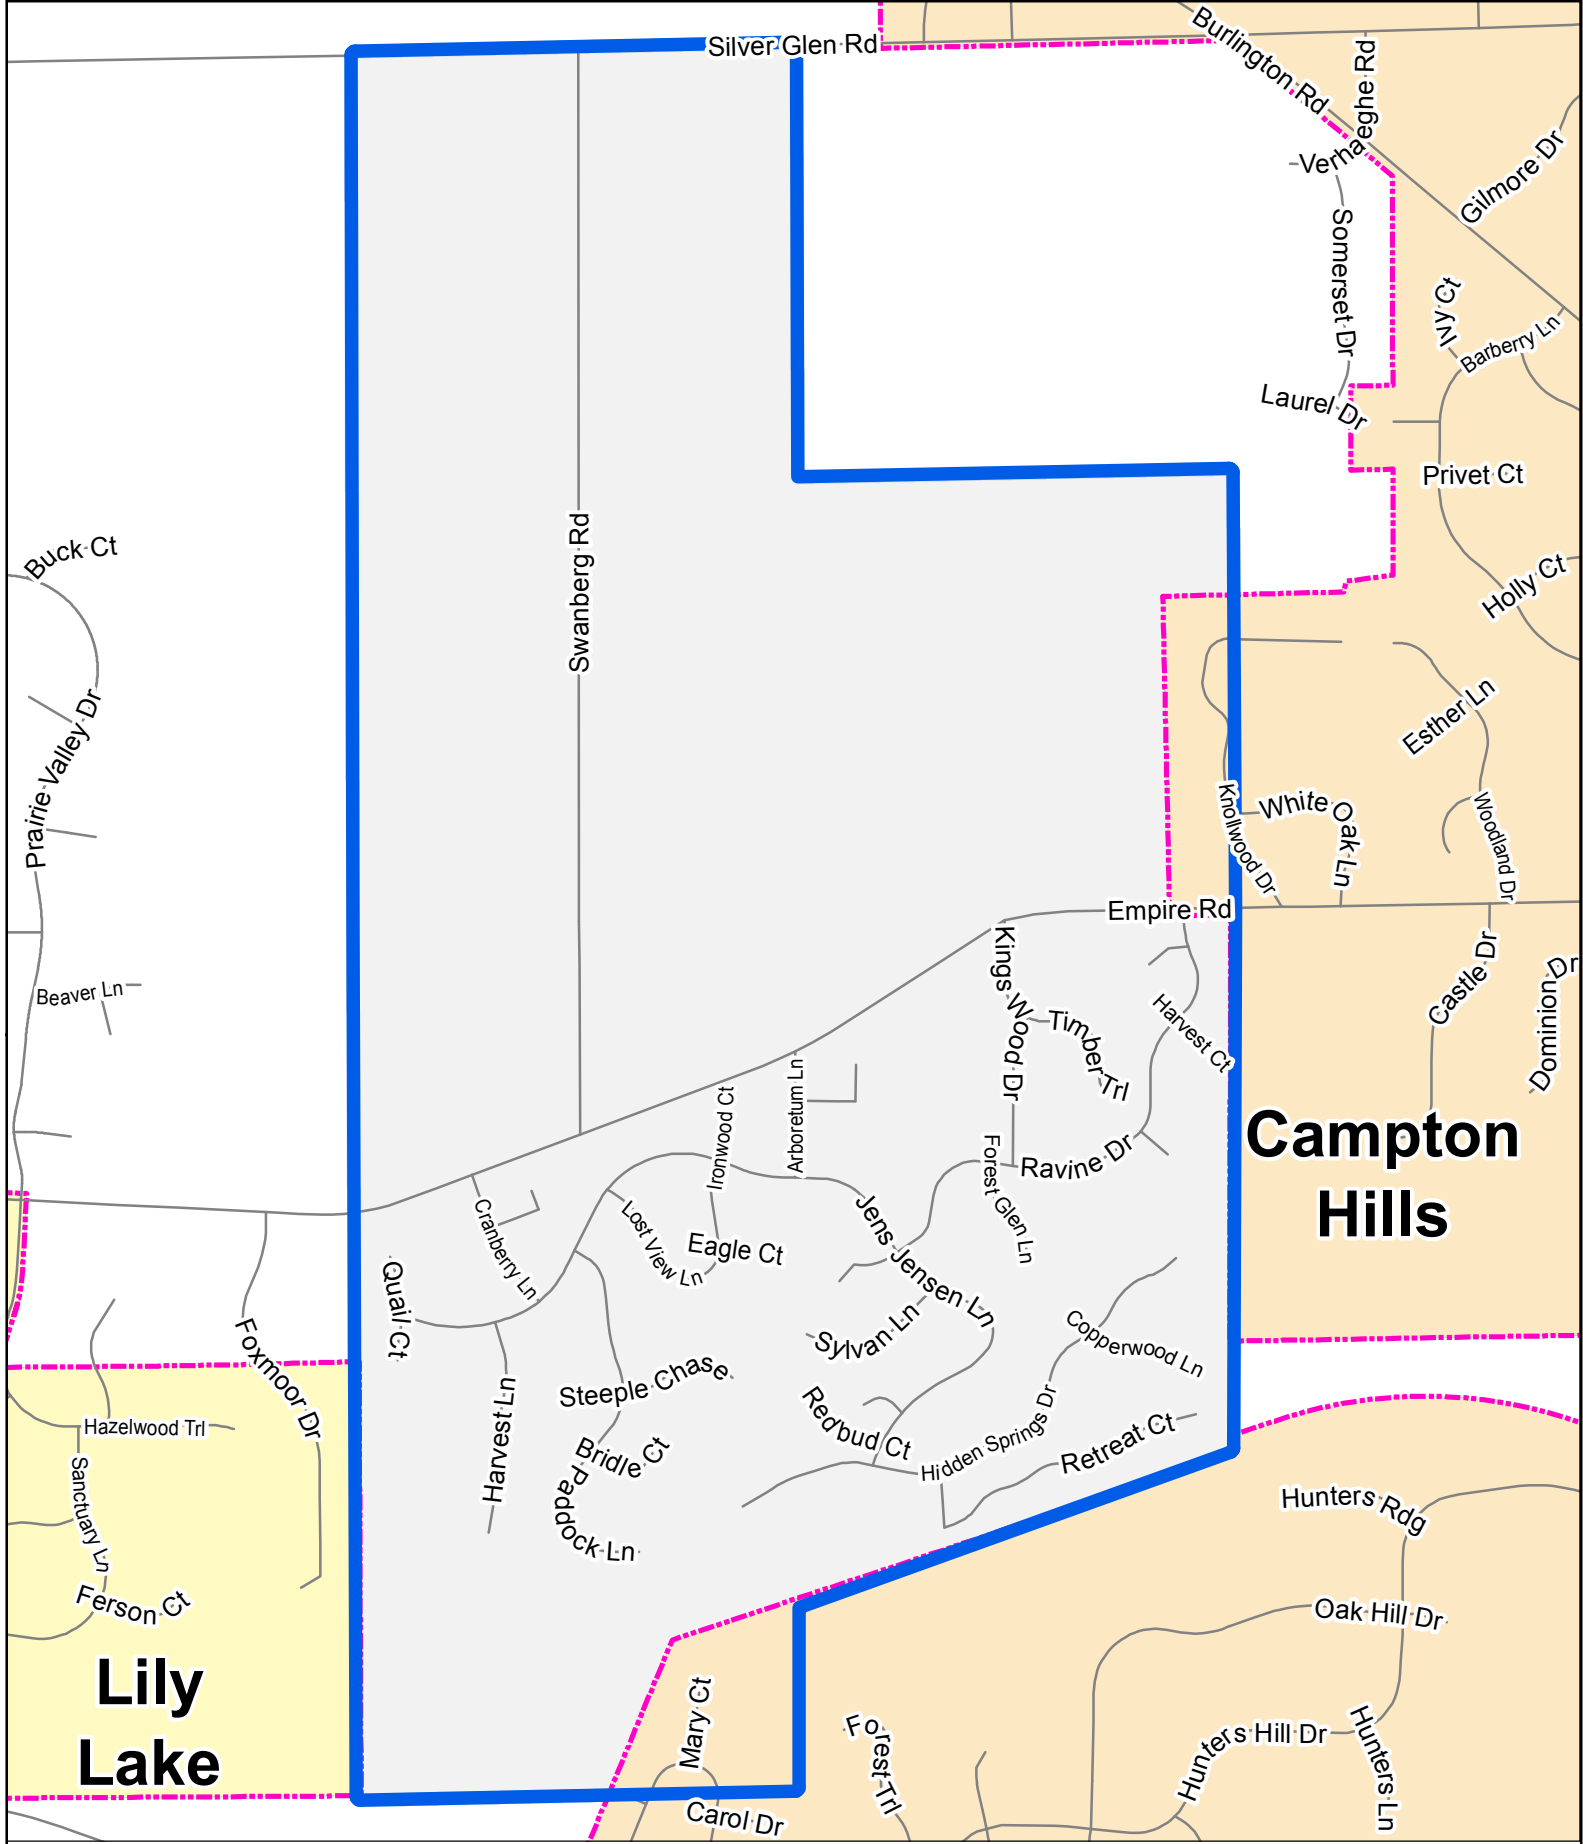 Silver Glen Rd
Burlington Rd
Verhaeghe Rd
Gilmore Dr
Somerset Dr
Ivy Ct
Barberry Ln
Laurel Dr
Privet Ct
Swanberg Rd
Buck Ct
Holly Ct
Prairie Valley Dr
Esther Ln
Knollwood Dr
White Oak Ln
Woodland Dr
Empire Rd
Kings Wood Dr
Castle Dr
Dominion Dr
Beaver Ln
Timber Trl
Harvest Ct
Arboretum Ln
Ironwood Ct
Campton
Hills
Forest Glen Ln
Ravine Dr
Cranberry Ln
Lost View Ln
Eagle Ct
Jens Jensen Ln
Quail Ct
Foxmoor Dr
Sylvan Ln
Copperwood Ln
Steeple Chase
Harvest Ln
Redbud Ct
Hidden Springs Dr
Retreat Ct
Hazelwood Trl
Bridle Ct
Paddock Ln
Sanctuary Ln
Hunters Rdg
Ferson Ct
Oak Hill Dr
Lily
Lake
Mary Ct
Forest Trl
Hunters Hill Dr
Hunters Ln
Carol Dr